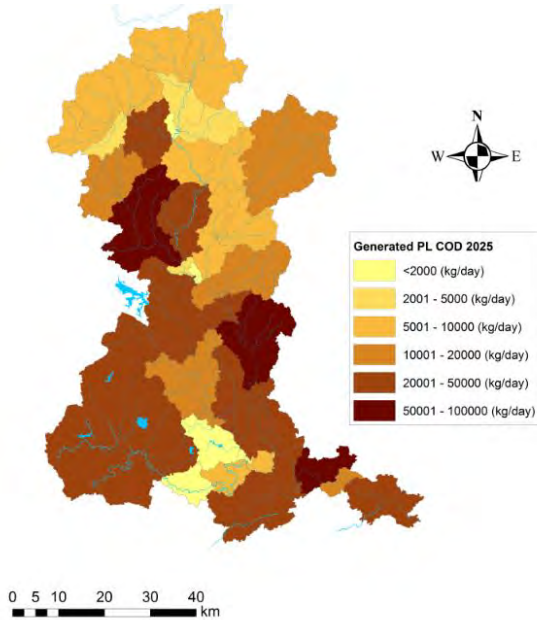 N
W E
S
Generated PL COD 2025
<2000 (kg/day)
2001 - 5000 (kg/day)
5001 - 10000 (kg/day)
10001 - 20000 (kg/day)
20001 - 50000 (kg/day)
50001 - 100000 (kg/day)
0 5 10 20 30 40
km